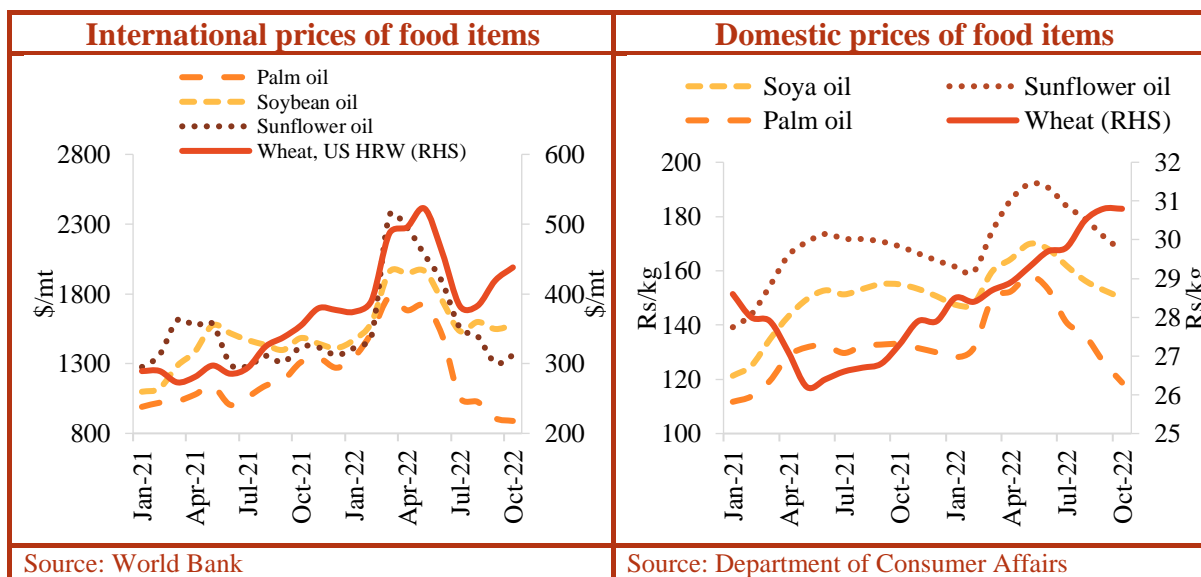 International prices of food items
Palm oil
Soybean oil
Sunflower oil
Wheat, US HRW (RHS)
2800
2300
1800
1300
800
$/mt
600
500
400
300
200
$/mt
Jan-21
Apr-21
Jul-21
Oct-21
Jan-22
Apr-22
Jul-22
Oct-22
Source: World Bank
Domestic prices of food items
Soya oil
Sunflower oil
Palm oil
Wheat (RHS)
200
180
160
140
120
100
Rs/kg
32
31
30
29
28
27
26
25
Rs/kg
Jan-21
Apr-21
Jul-21
Oct-21
Jan-22
Apr-22
Jul-22
Oct-22
Source: Department of Consumer Affairs